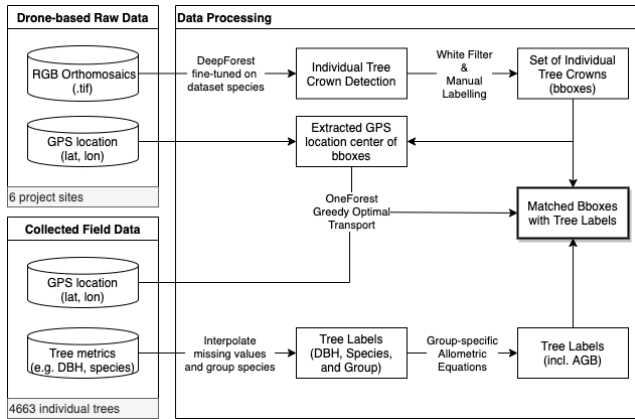 Drone-based Raw Data
RGB Orthomosaics
(.tif)
GPS location
(lat, lon)
6 project sites
Collected Field Data
GPS location
(lat, lon)
Tree metrics
(e.g. DBH, species)
4663 individual trees
Data Processing
DeepForest
fine-tuned on
dataset species
Individual Tree
Crown Detection
White Filter
&
Manual
Labelling
Set of Individual
Tree Crowns
(bboxes)
Extracted GPS
location center of
bboxes
OneForest
Greedy Optimal
Transport
Matched Bboxes
with Tree Labels
Interpolate
missing values
and group species
Tree Labels
(DBH, Species,
and Group)
Group-specific
Allometric
Equations
Tree Labels
(incl. AGB)